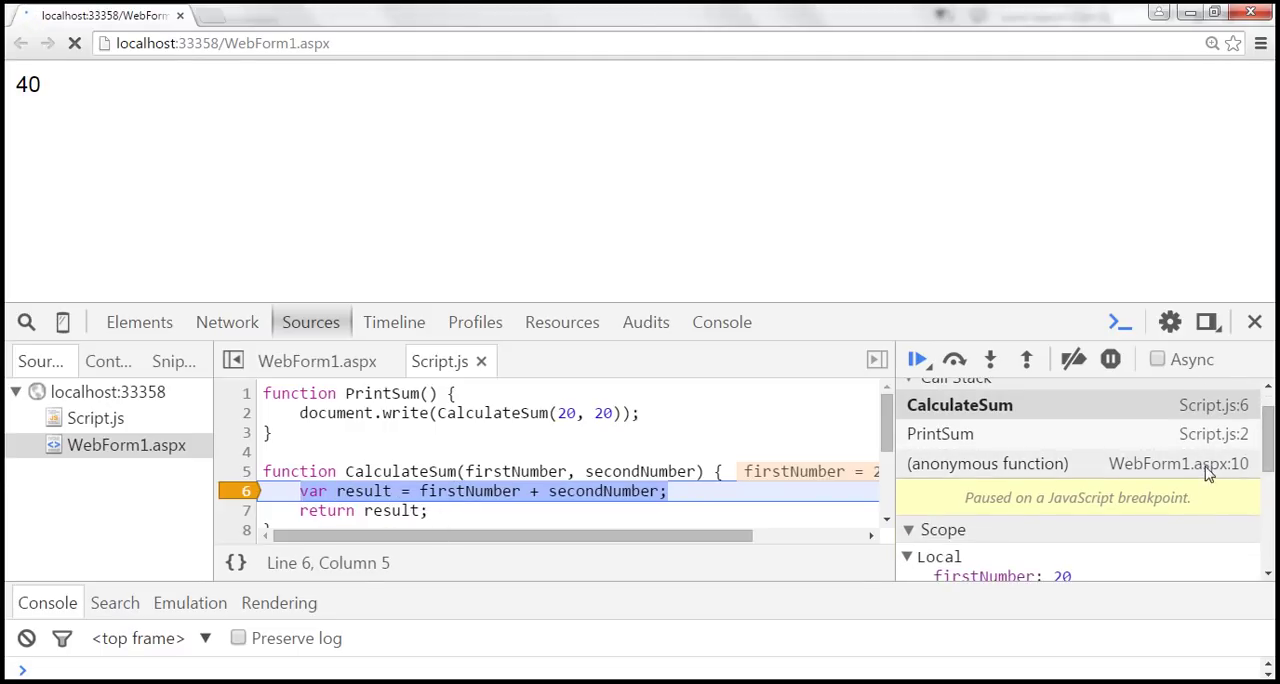 localhost:33358/WebForm
localhost:33358/WebForm1.aspx
40
Elements Network Sources Timeline Profiles Resources Audits Console
Sour... Cont... Snip... WebForm1.aspx Script.js
Async
localhost:33358
Script.js
WebForm1.aspx
1 function PrintSum() {
2 document.write(CalculateSum(20, 20));
3 }
4
5 function CalculateSum(firstNumber, secondNumber) { firstNumber = 2
6 var result = firstNumber + secondNumber;
7 return result;
8 }
{} Line 6, Column 5
Call Stack
CalculateSum Script.js:6
PrintSum Script.js:2
(anonymous function) WebForm1.aspx:10
Paused on a JavaScript breakpoint.
Scope
Local
firstNumber: 20
Console Search Emulation Rendering
<top frame> Preserve log